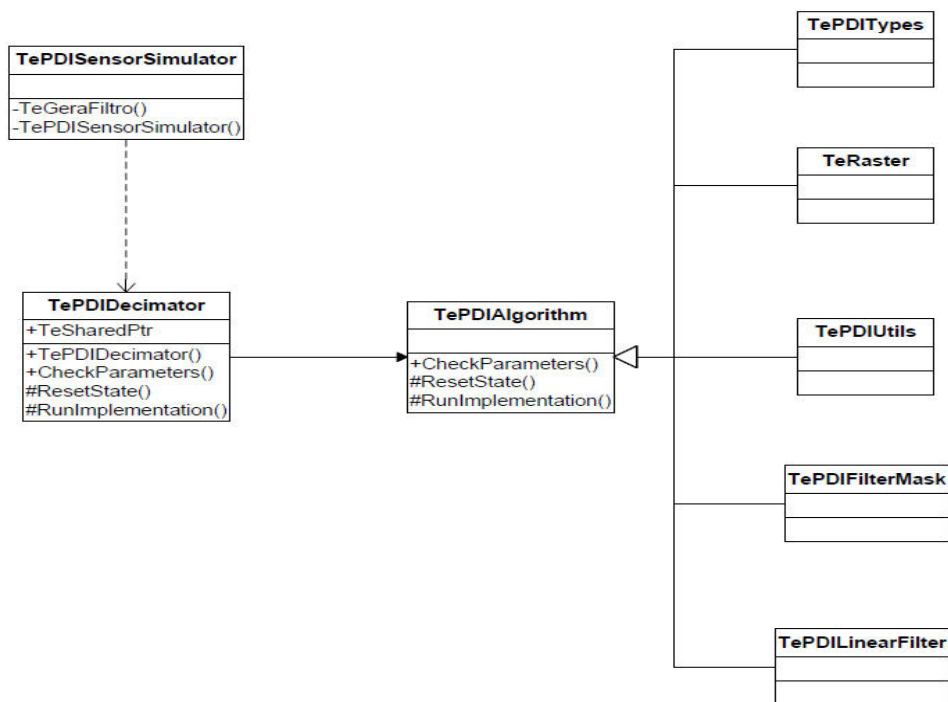 TePDISensorSimulator
-TeGeraFiltro()
-TePDISensorSimulator()
TePDIDecimator
+TeSharedPtr
+TePDIDecimator()
+CheckParameters()
#ResetState()
#RunImplementation()
TePDIAlgorithm
+CheckParameters()
#ResetState()
#RunImplementation()
TePDITypes
TeRaster
TePDIUtils
TePDIFilterMask
TePDILinearFilter